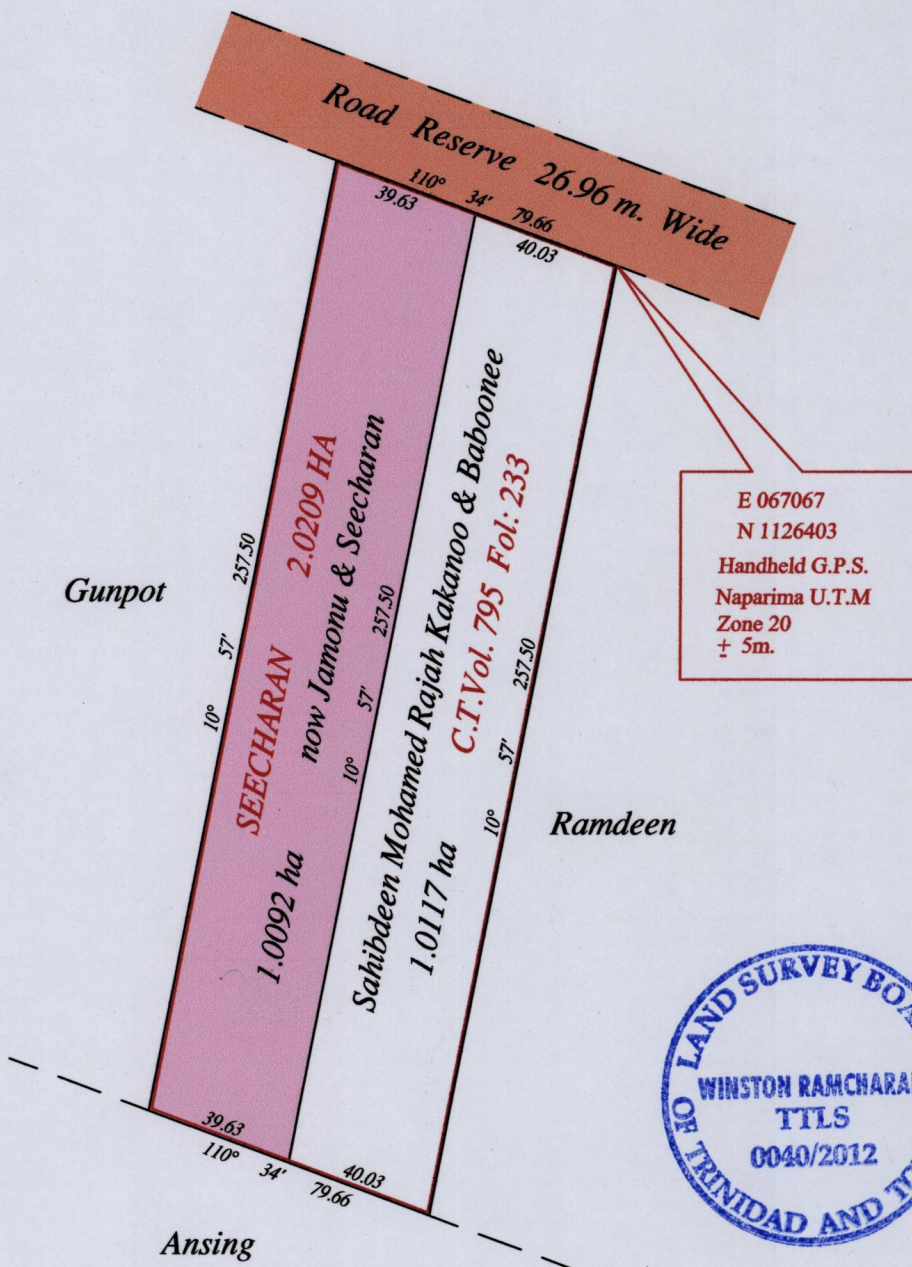 Road Reserve 26.96 m. Wide
110° 34' 79.66
39.63
40.03
Gunpot
10° 57' 257.50
SEECHARAN 2.0209 HA
now Jamonu & Seecharan
1.0092 ha
10° 57' 257.50
Sahibdeen Mohamed Rajah Kakanoo & Baboonee
C.T.Vol. 795 Fol: 233
1.0117 ha
10° 57' 257.50
E 067067
N 1126403
Handheld G.P.S.
Naparima U.T.M
Zone 20
± 5m.
Ramdeen
39.63
40.03
110° 34' 79.66
Ansing
LAND SURVEY BOA
WINSTON RAMCHARA
TTLS
0040/2012
OF TRINIDAD AND TO